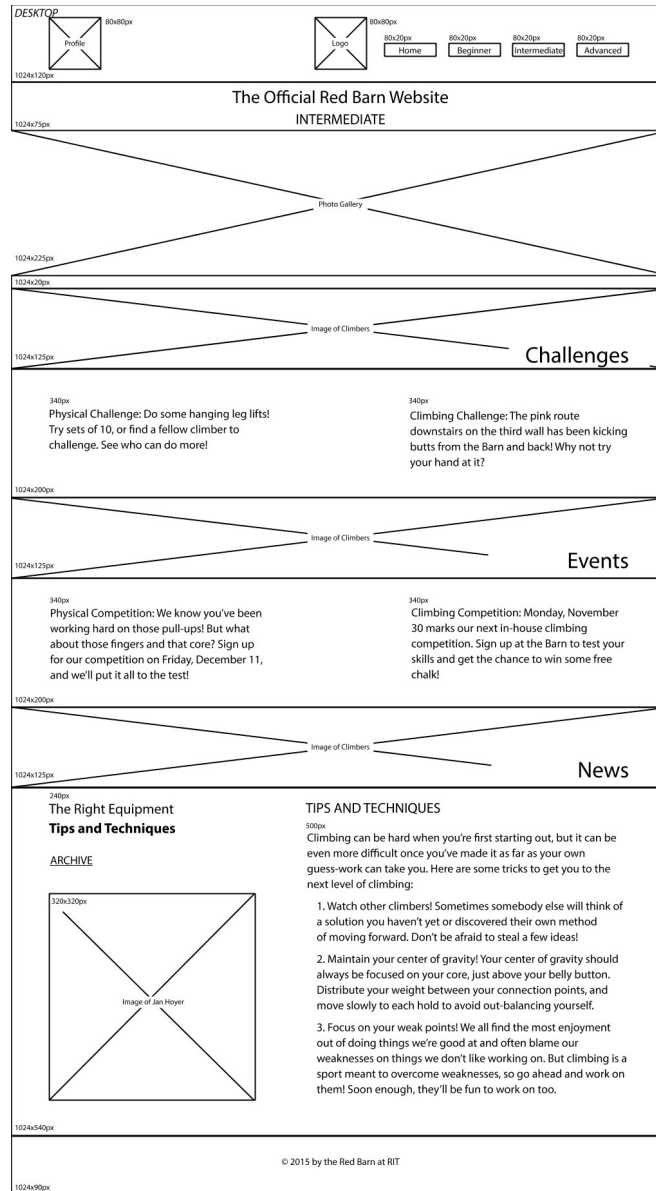 DESKTOP
80x80px
80x80px
Profile
Logo
80x20px
80x20px
80x20px
80x20px
Home
Beginner
Intermediate
Advanced
1024x120px
The Official Red Barn Website
INTERMEDIATE
1024x75px
Photo Gallery
1024x225px
1024x20px
Image of Climbers
Challenges
1024x125px
340px
Physical Challenge: Do some hanging leg lifts!
Try sets of 10, or find a fellow climber to
challenge. See who can do more!
340px
Climbing Challenge: The pink route
downstairs on the third wall has been kicking
butts from the Barn and back! Why not try
your hand at it?
1024x200px
Image of Climbers
Events
1024x125px
340px
Physical Competition: We know you've been
working hard on those pull-ups! But what
about those fingers and that core? Sign up
for our competition on Friday, December 11,
and we'll put it all to the test!
340px
Climbing Competition: Monday, November
30 marks our next in-house climbing
competition. Sign up at the Barn to test your
skills and get the chance to win some free
chalk!
1024x200px
Image of Climbers
News
1024x125px
240px
The Right Equipment
Tips and Techniques
ARCHIVE
320x320px
Image of Jan Hoyer
TIPS AND TECHNIQUES
500px
Climbing can be hard when you're first starting out, but it can be
even more difficult once you've made it as far as your own
guess-work can take you. Here are some tricks to get you to the
next level of climbing:
1. Watch other climbers! Sometimes somebody else will think of
a solution you haven't yet or discovered their own method
of moving forward. Don't be afraid to steal a few ideas!
2. Maintain your center of gravity! Your center of gravity should
always be focused on your core, just above your belly button.
Distribute your weight between your connection points, and
move slowly to each hold to avoid out-balancing yourself.
3. Focus on your weak points! We all find the most enjoyment
out of doing things we're good at and often blame our
weaknesses on things we don't like working on. But climbing is a
sport meant to overcome weaknesses, so go ahead and work on
them! Soon enough, they'll be fun to work on too.
1024x540px
© 2015 by the Red Barn at RIT
1024x90px